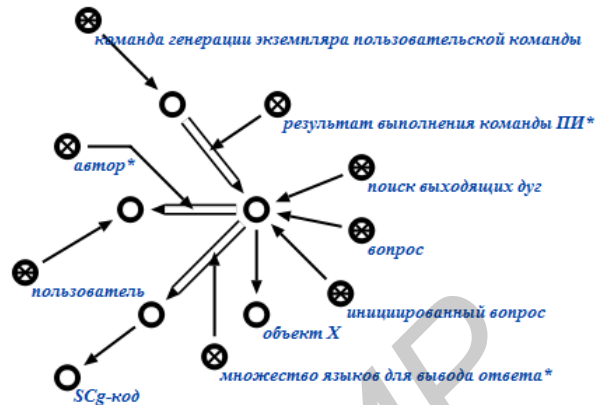 команда генерации экземпляра пользовательской команды
результат выполнения команды ПИ*
автор*
поиск выходящих дуг
вопрос
пользователь
инициированный вопрос
объект X
множество языков для вывода ответа*
SCg-код